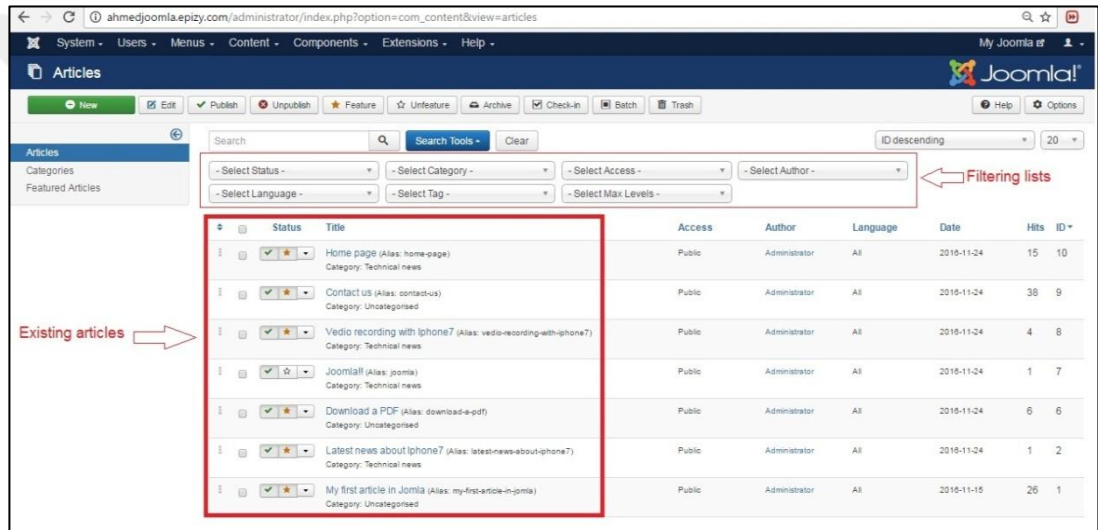 ahmedjoomla.epizy.com/administrator/index.php?option=com_content&view=articles
System Users Menus Content Components Extensions Help My Joomla
Articles Joomla!
New Edit Publish Unpublish Feature Unfeature Archive Check-in Batch Trash Help Options
Search Search Tools Clear ID descending 20
Articles
Categories
Featured Articles
- Select Status - - Select Category - - Select Access - - Select Author -
- Select Language - - Select Tag - - Select Max Levels -
Filtering lists
Status Title Access Author Language Date Hits ID
Home page (Alias: home-page) Public Administrator All 2016-11-24 15 10
Category: Technical news
Contact us (Alias: contact-us) Public Administrator All 2016-11-24 38 9
Category: Uncategorised
Existing articles
Vedio recording with Iphone7 (Alias: vedio-recording-with-iphone7) Public Administrator All 2016-11-24 4 8
Category: Technical news
Joomla!! (Alias: joomla) Public Administrator All 2016-11-24 1 7
Category: Technical news
Download a PDF (Alias: download-a-pdf) Public Administrator All 2016-11-24 6 6
Category: Uncategorised
Latest news about Iphone7 (Alias: latest-news-about-iphone7) Public Administrator All 2016-11-24 1 2
Category: Technical news
My first article in Jomla (Alias: my-first-article-in-jomla) Public Administrator All 2016-11-15 26 1
Category: Uncategorised